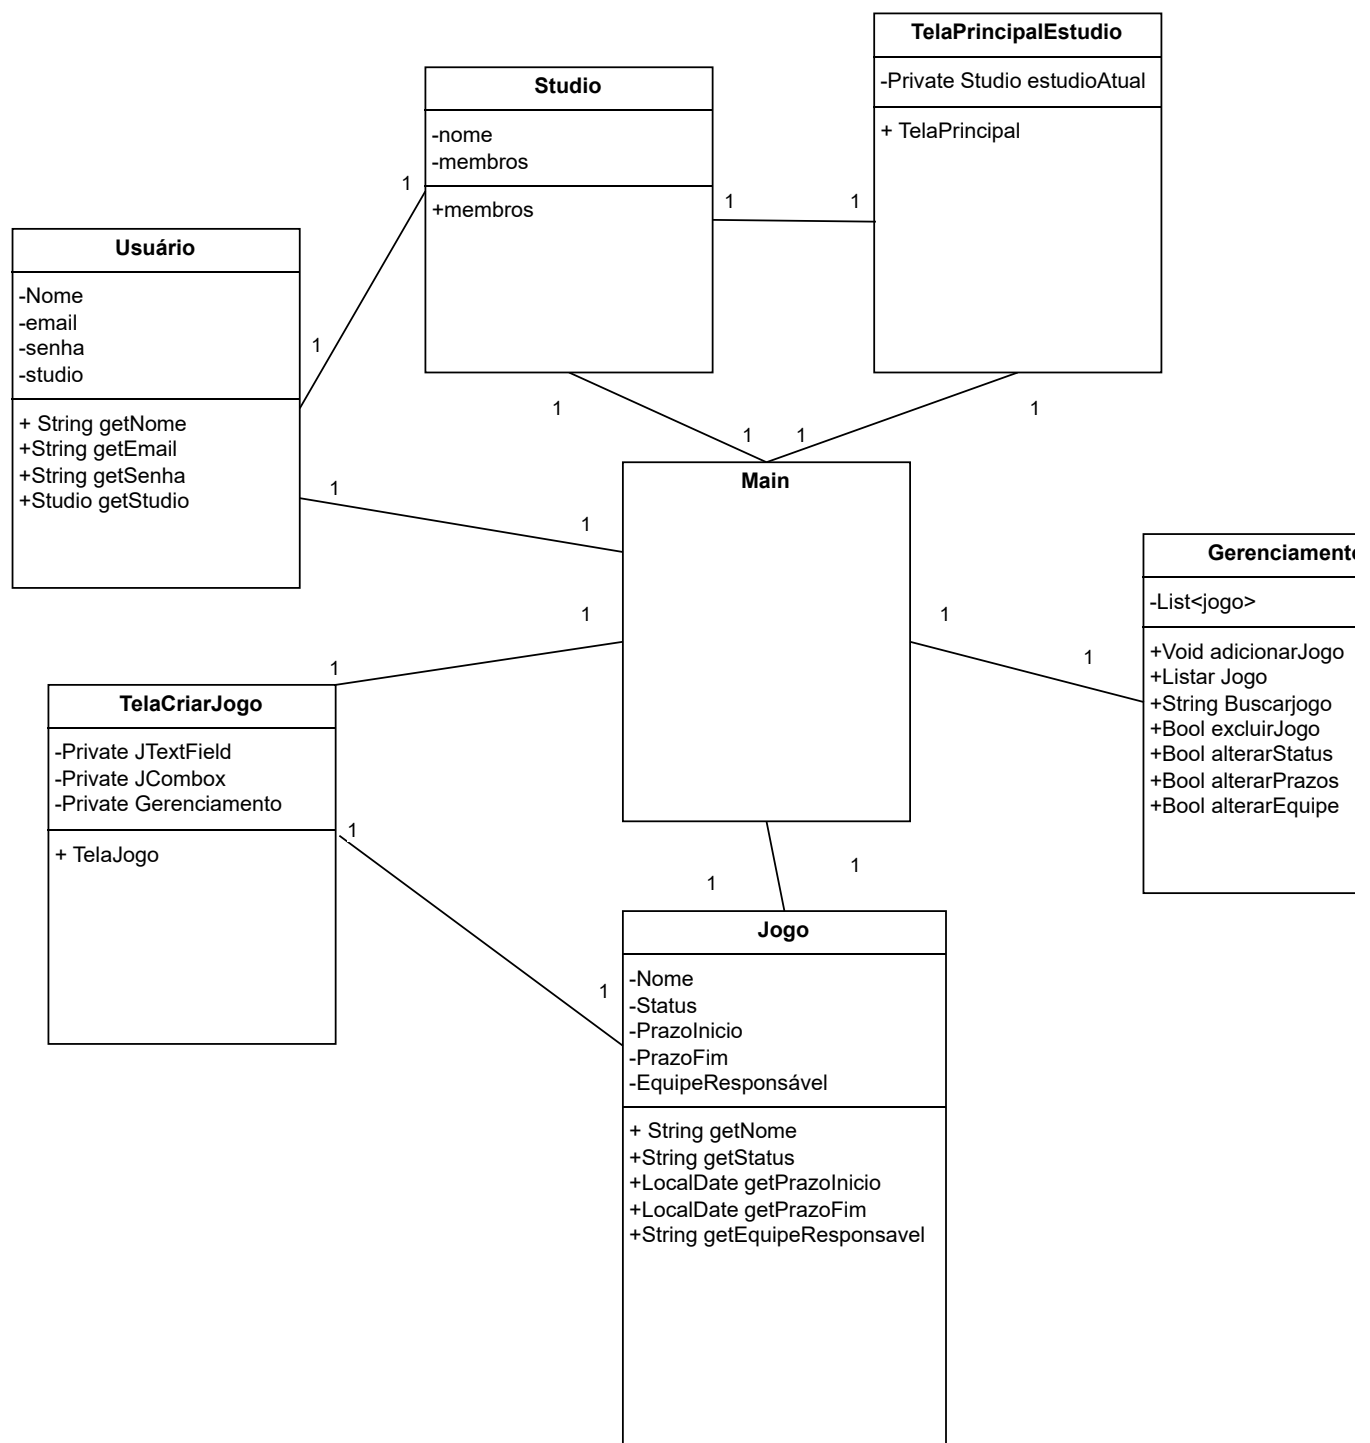 TelaPrincipalEstudio
-Private Studio estudioAtual
+ TelaPrincipal
Studio
-nome
-membros
+membros
1
1
1
1
Usuário
-Nome
-email
-senha
-studio
+ String getNome
+String getEmail
+String getSenha
+Studio getStudio
1
1
1
1
Main
1
1
Gerenciamento
-List<jogo>
+Void adicionarJogo
+Listar Jogo
+String Buscarjogo
+Bool excluirJogo
+Bool alterarStatus
+Bool alterarPrazos
+Bool alterarEquipe
1
1
1
1
TelaCriarJogo
-Private JTextField
-Private JCombox
-Private Gerenciamento
+ TelaJogo
1
1
1
1
Jogo
-Nome
-Status
-PrazoInicio
-PrazoFim
-EquipeResponsável
+ String getNome
+String getStatus
+LocalDate getPrazoInicio
+LocalDate getPrazoFim
+String getEquipeResponsavel